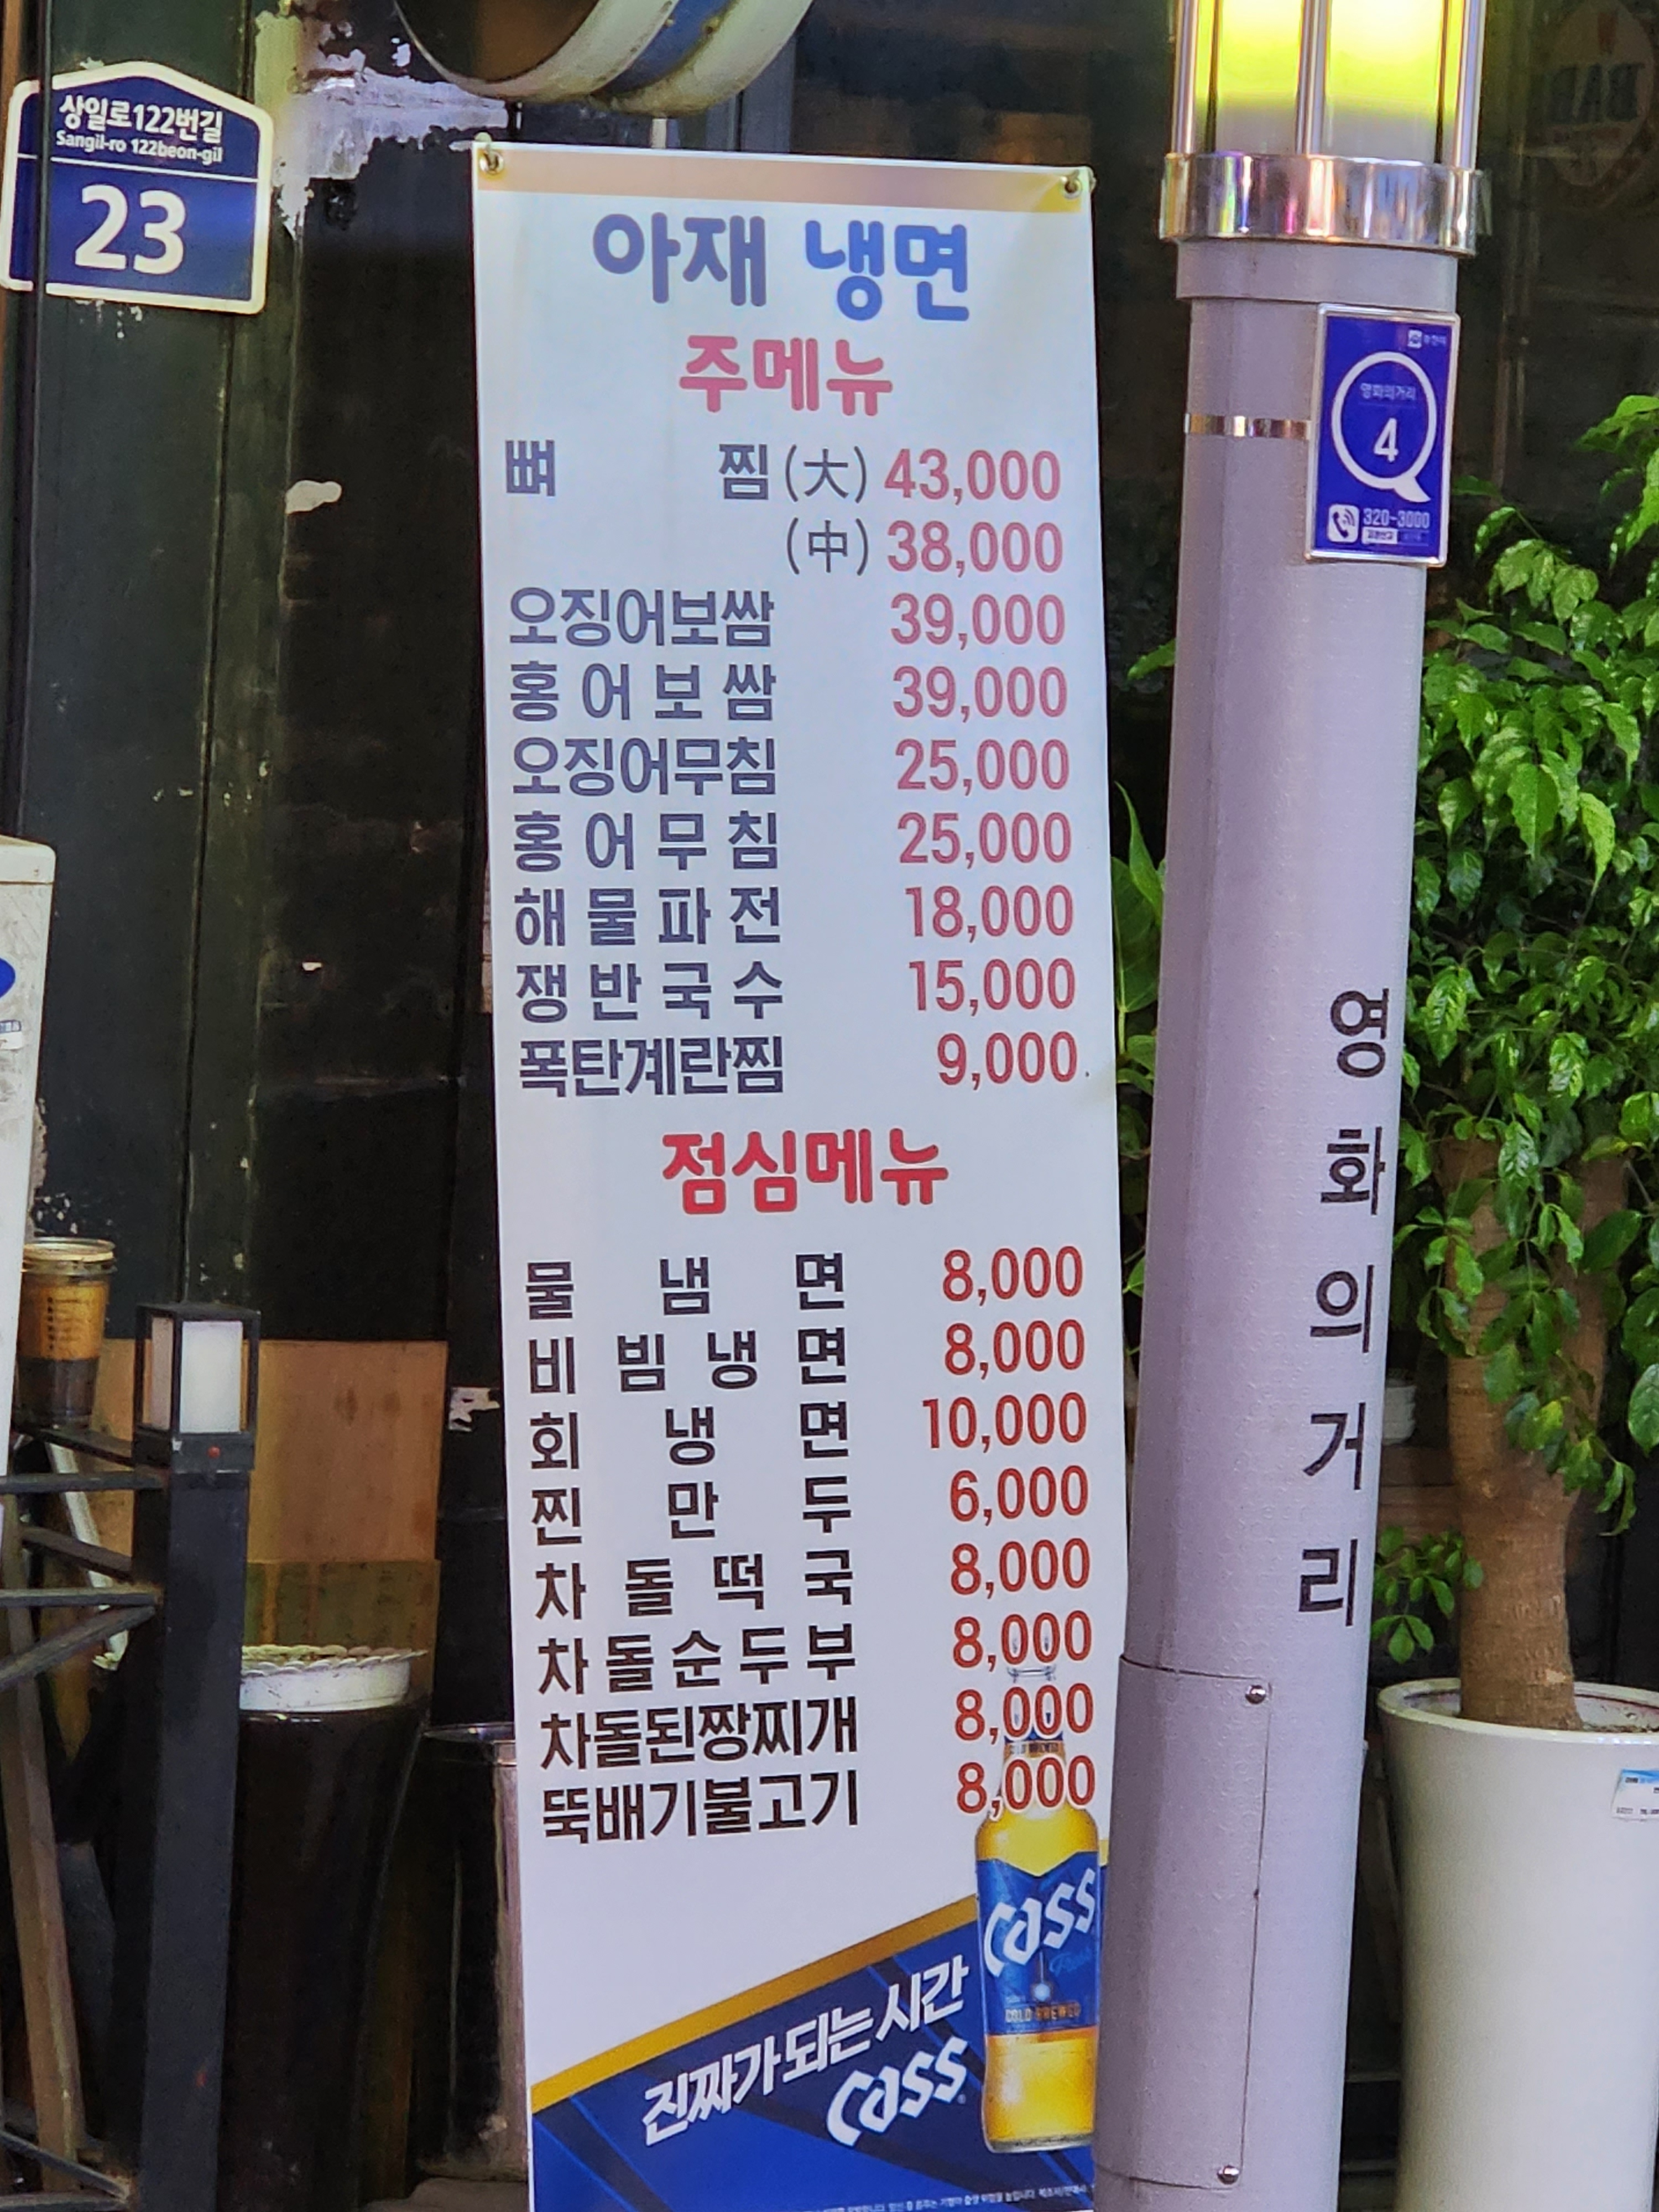 상일로122번길
Sangil-ro 122beon-gil
23
아재 냉면
주메뉴
뼈 찜(大) 43,000
(中) 38,000
오징어보쌈 39,000
홍어보쌈 39,000
오징어무침 25,000
홍어무침 25,000
해물파전 18,000
쟁반국수 15,000
폭탄계란찜 9,000
점심메뉴
물냄면 8,000
비빔냉면 8,000
회냉면 10,000
찐만두 6,000
차돌떡국 8,000
차돌순두부 8,000
차돌된짱찌개 8,000
뚝배기불고기 8,000
Cass
Fresh
COLD BREWED
진짜가 되는 시간
Cass
영화의거리
4
320-3000
영화의거리